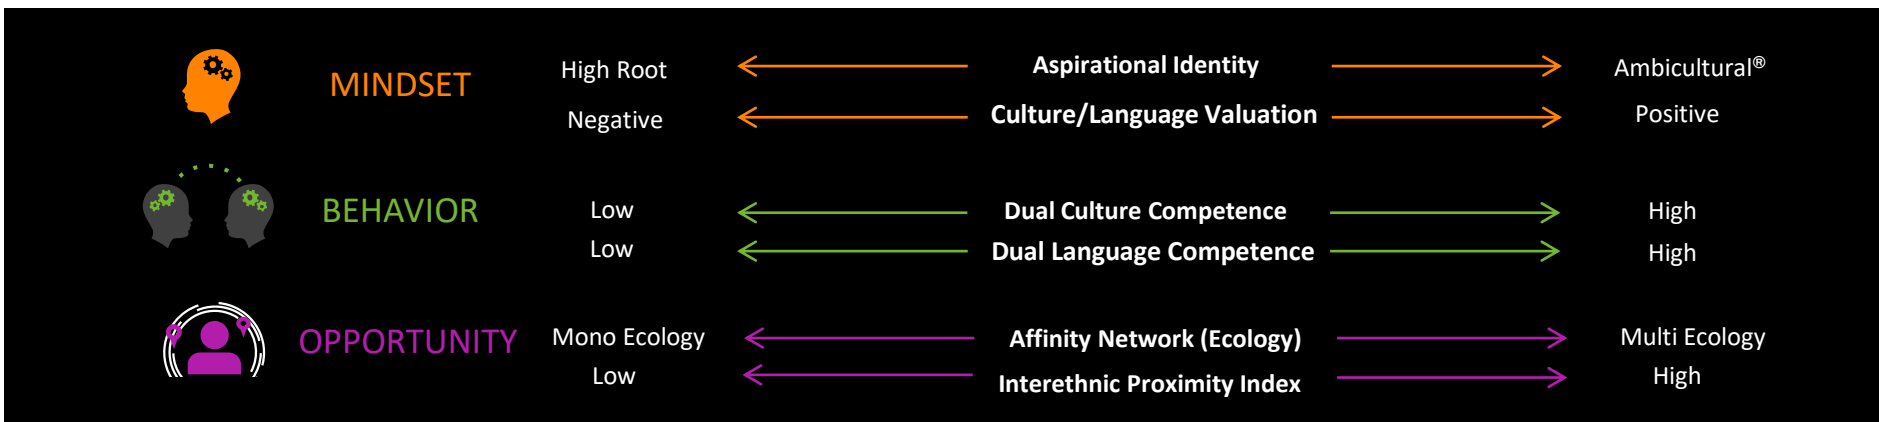 MINDSET
High Root Aspirational Identity Ambicultural®
Negative Culture/Language Valuation Positive
BEHAVIOR
Low Dual Culture Competence High
Low Dual Language Competence High
OPPORTUNITY
Mono Ecology Affinity Network (Ecology) Multi Ecology
Low Interethnic Proximity Index High